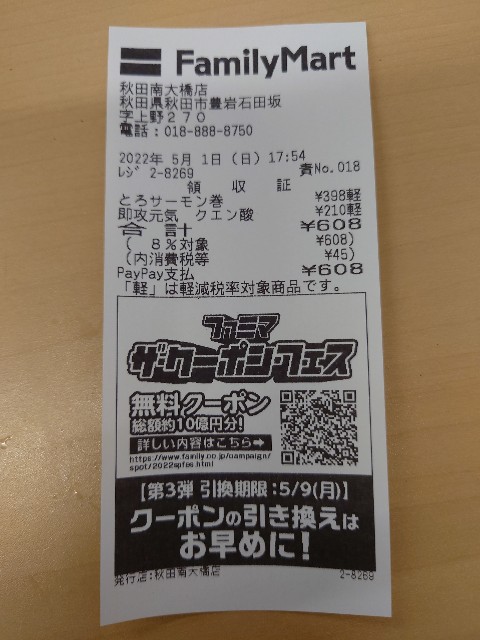 FamilyMart
秋田南大橋店
秋田県秋田市豊岩石田坂
字上野２７０
電話：018-888-8750
2022年 5月 1日（日）17:54
ﾚｼﾞ 2-8269 責No.018
領 収 証
とろサーモン巻 ¥398軽
即攻元気 クエン酸 ¥210軽
合 計 ¥608
（ 8％対象 ¥608）
（内消費税等 ¥45）
PayPay支払 ¥608
「軽」は軽減税率対象商品です。
ファミマ
ザ・クーポンフェス
無料クーポン
総額約10億円分!
詳しい内容はこちら➡
https://www.family.co.jp/campaign/
spot/2022spfes.html
【第3弾 引換期限：5/9(月)】
クーポンの引き換えは
お早めに！
発行店：秋田南大橋店 2-8269